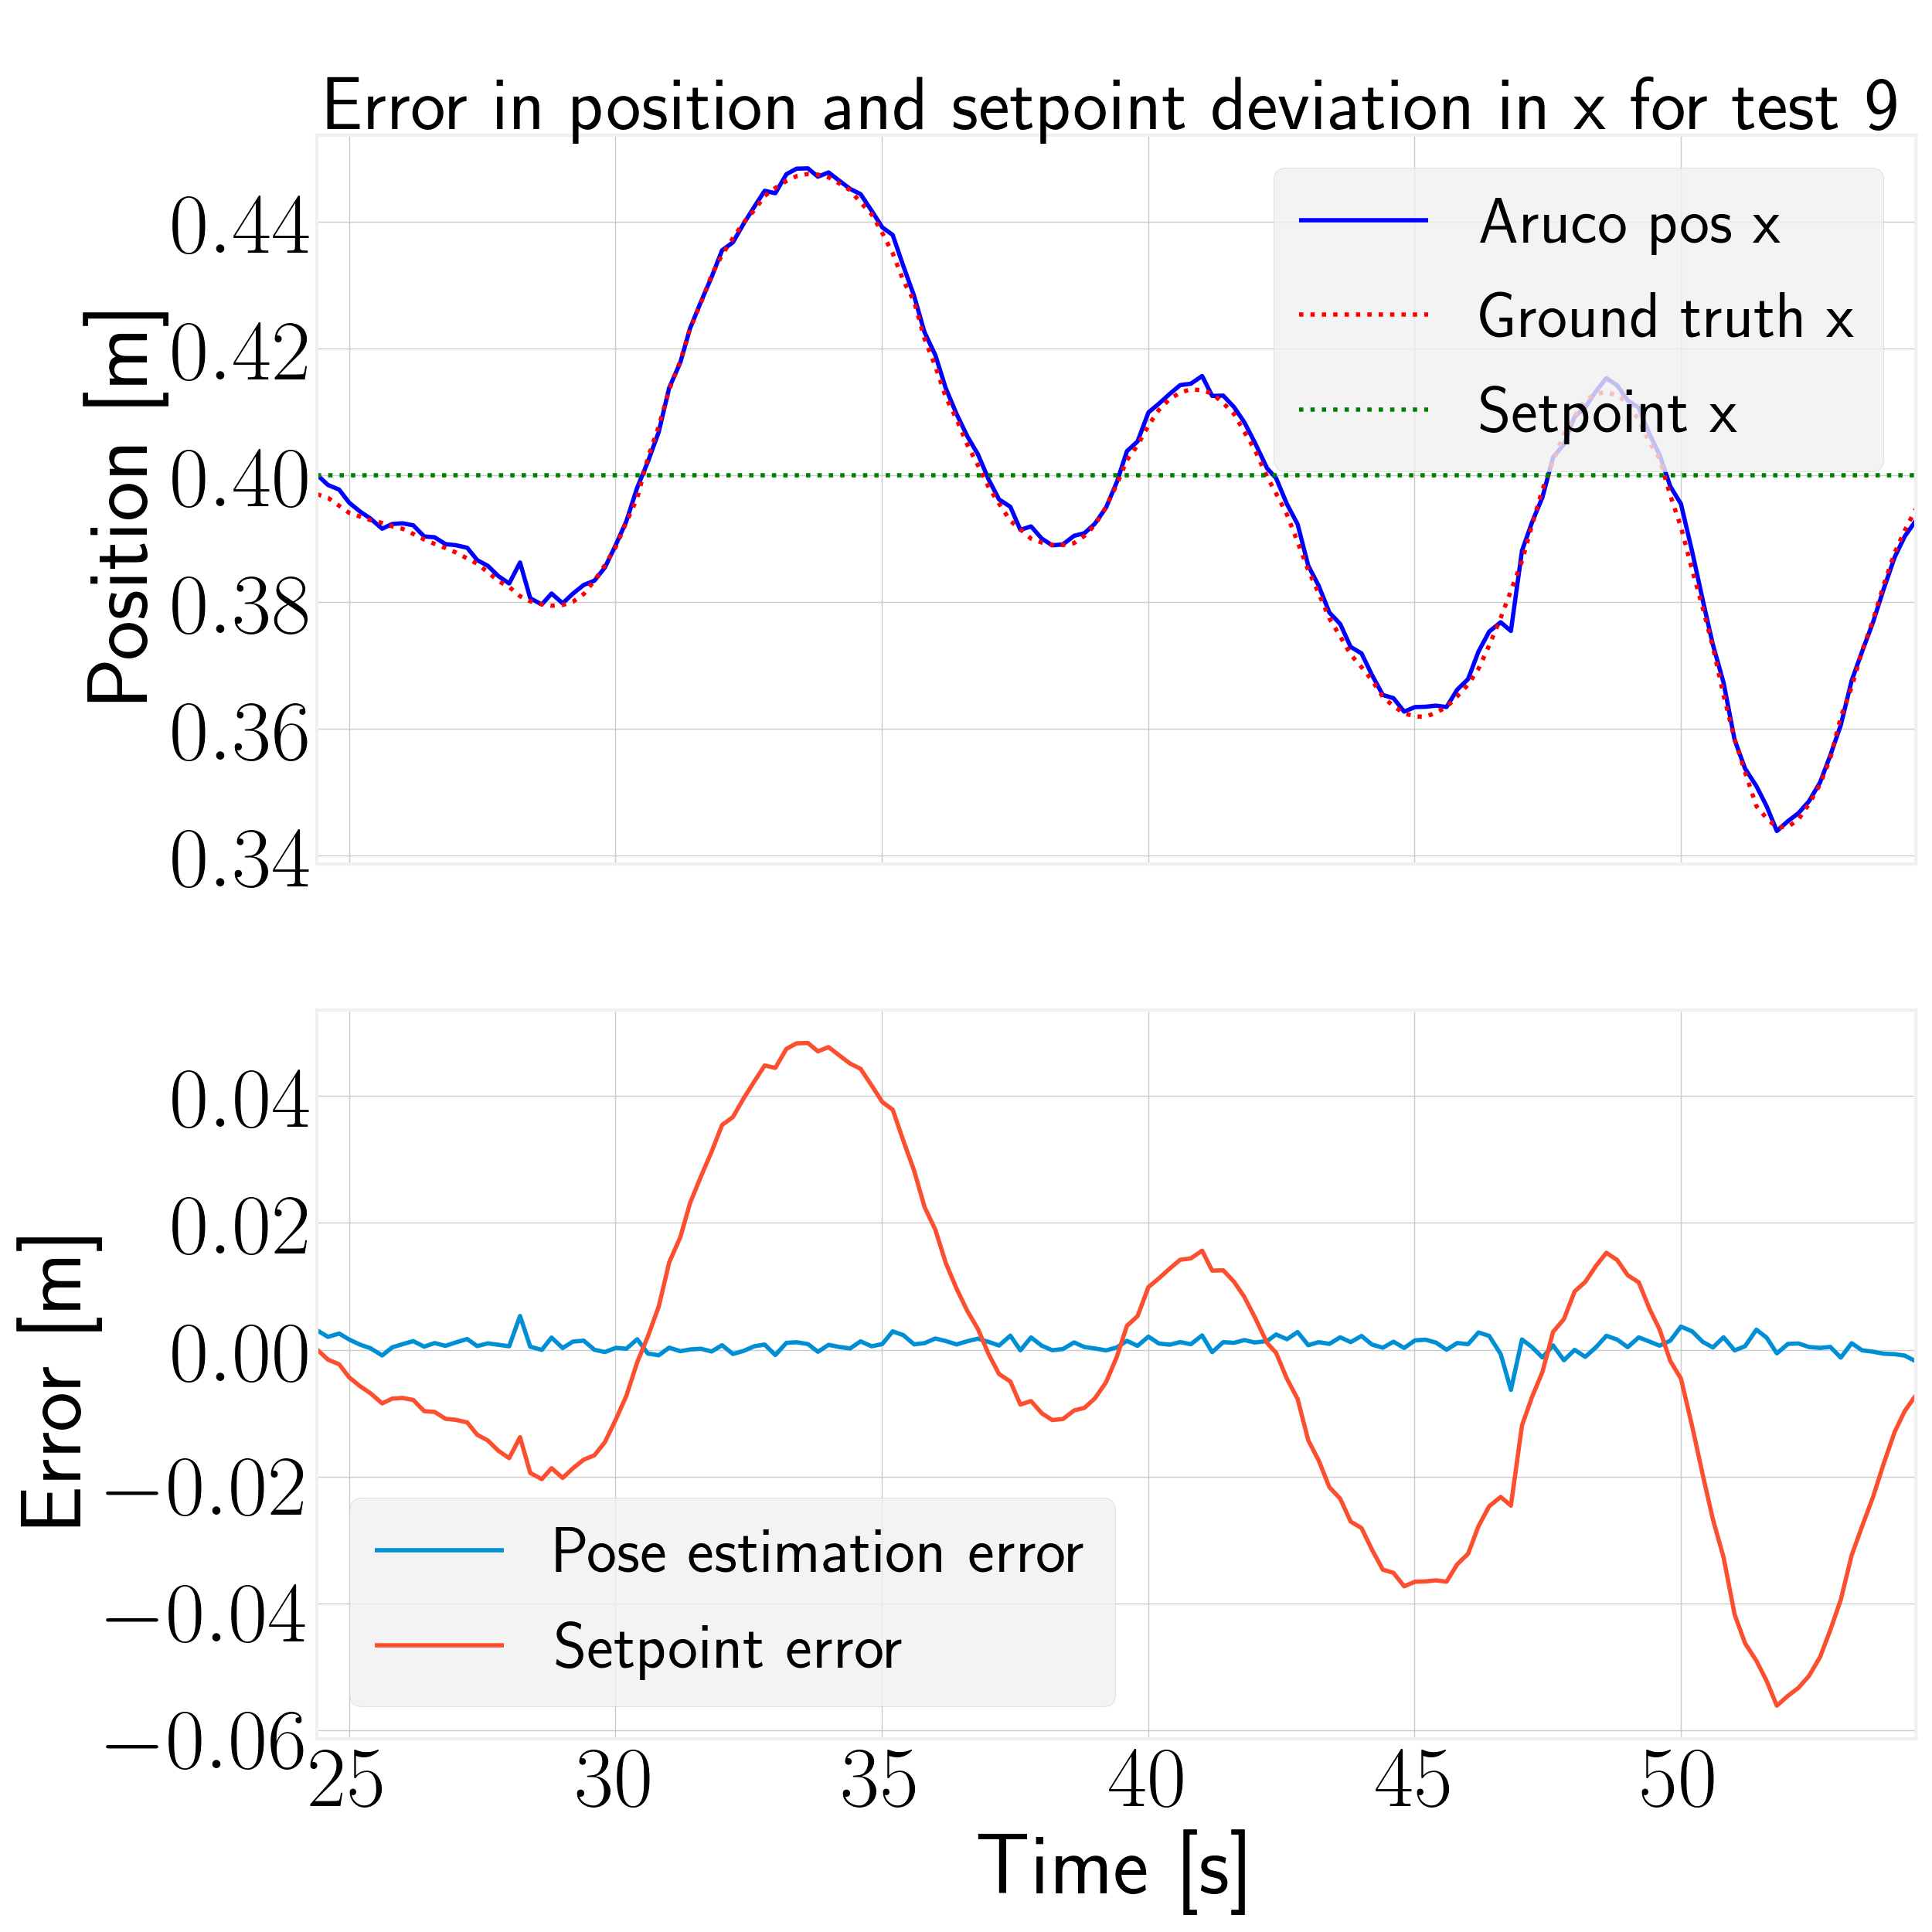 Error in position and setpoint deviation in x for test 9
Position [m]
0.44
0.42
0.40
0.38
0.36
0.34
Aruco pos x
Ground truth x
Setpoint x
Error [m]
0.04
0.02
0.00
−0.02
−0.04
−0.06
Pose estimation error
Setpoint error
25 30 35 40 45 50
Time [s]